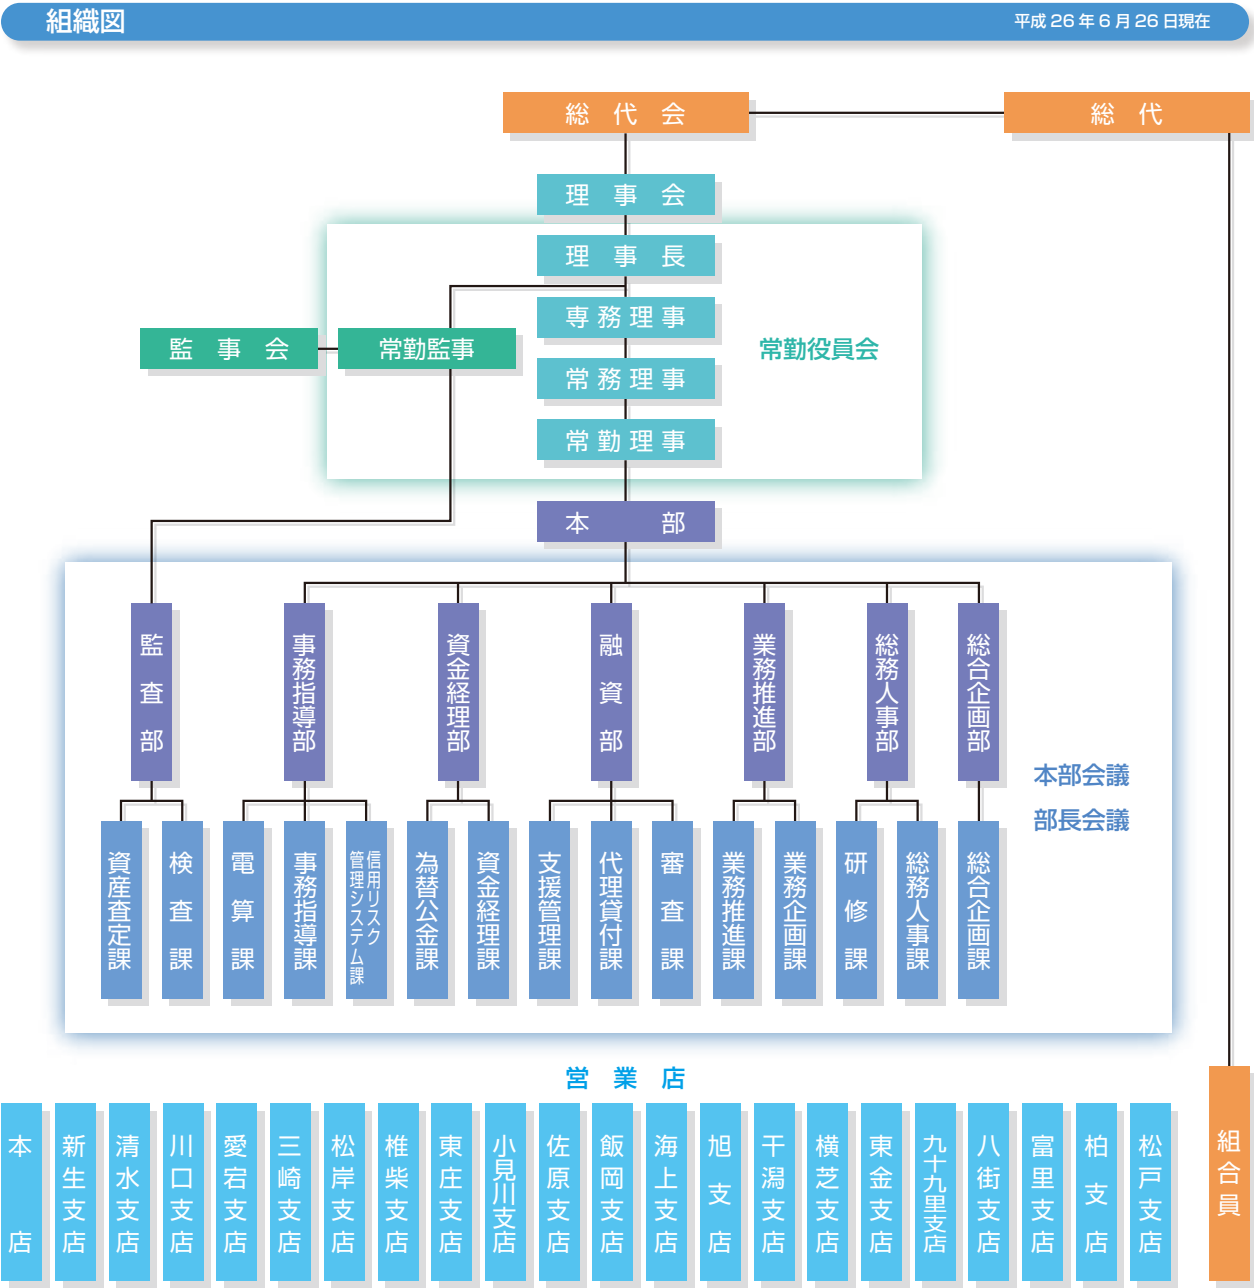 組織図
平成 26 年 6 月 26 日現在
総代会
総代
理事会
理事長
専務理事
監事会
常勤監事
常勤役員会
常務理事
常勤理事
本部
監査部
事務指導部
資金経理部
融資部
業務推進部
総務人事部
総合企画部
本部会議
部長会議
資産査定課
検査課
電算課
事務指導課
信用リスク
管理システム課
為替公金課
資金経理課
支援管理課
代理貸付課
審査課
業務推進課
業務企画課
研修課
総務人事課
総合企画課
営業店
本店
新生支店
清水支店
川口支店
愛宕支店
三崎支店
松岸支店
椎柴支店
東庄支店
小見川支店
佐原支店
飯岡支店
海上支店
旭支店
干潟支店
横芝支店
東金支店
九十九里支店
八街支店
富里支店
柏支店
松戸支店
組合員